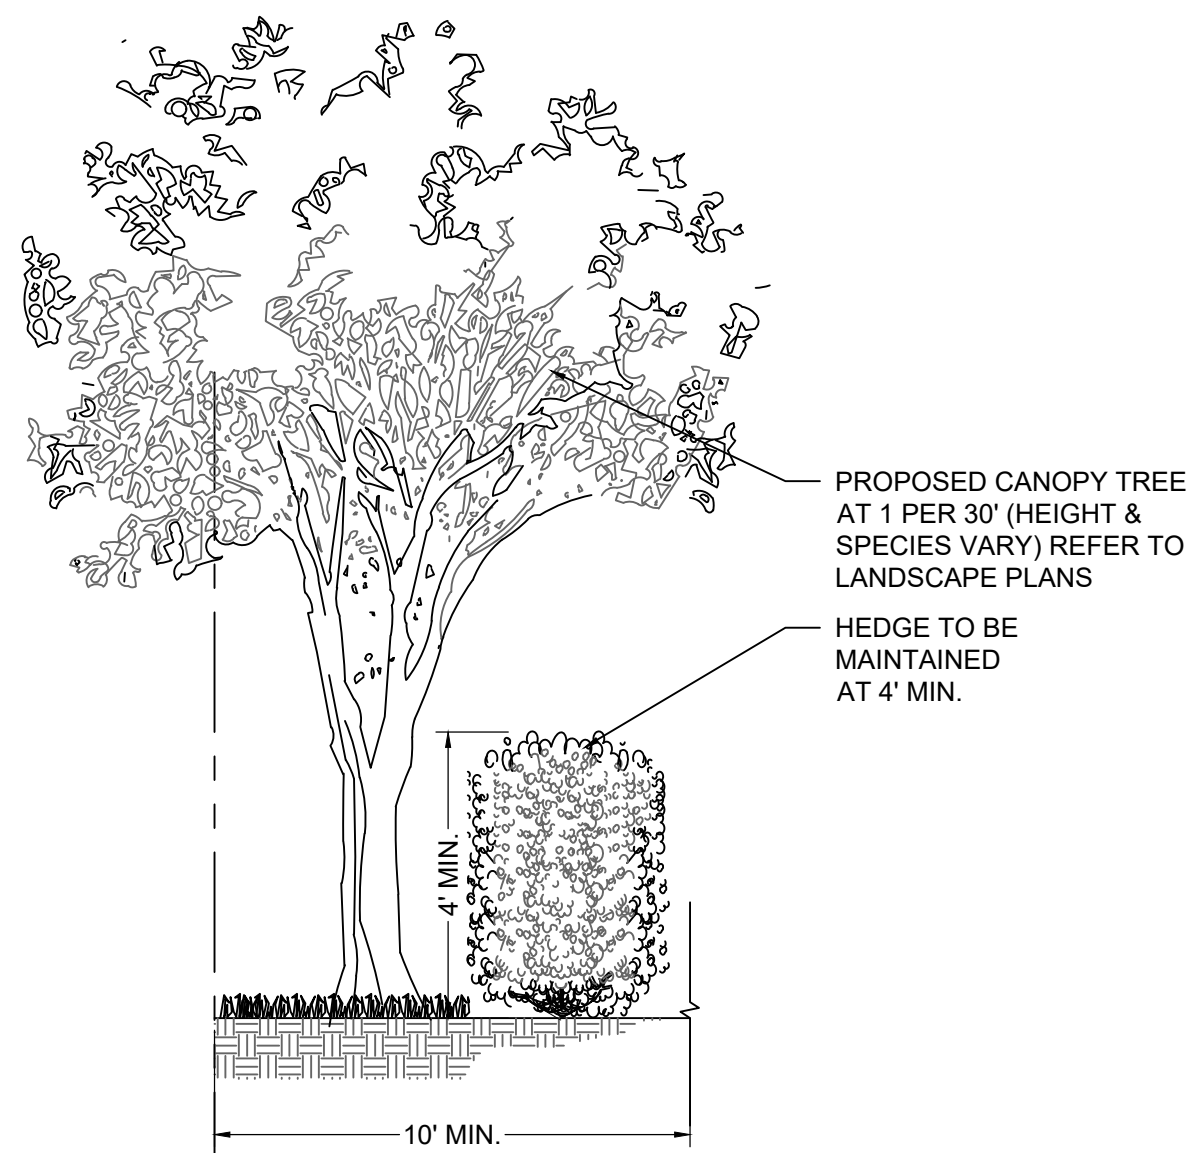 PROPOSED CANOPY TREE
AT 1 PER 30' (HEIGHT &
SPECIES VARY) REFER TO
LANDSCAPE PLANS
HEDGE TO BE
MAINTAINED
AT 4' MIN.
4' MIN.
10' MIN.